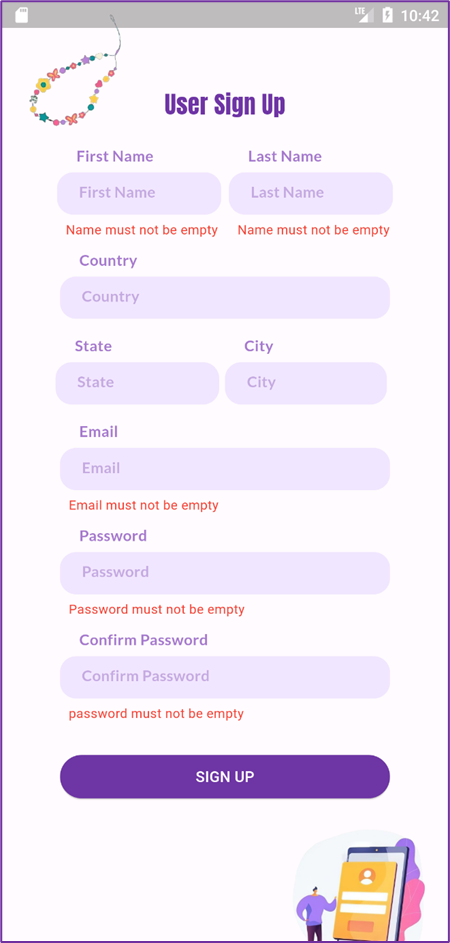 LTE 10:42
User Sign Up
First Name Last Name
First Name Last Name
Name must not be empty Name must not be empty
Country
Country
State City
State City
Email
Email
Email must not be empty
Password
Password
Password must not be empty
Confirm Password
Confirm Password
password must not be empty
SIGN UP